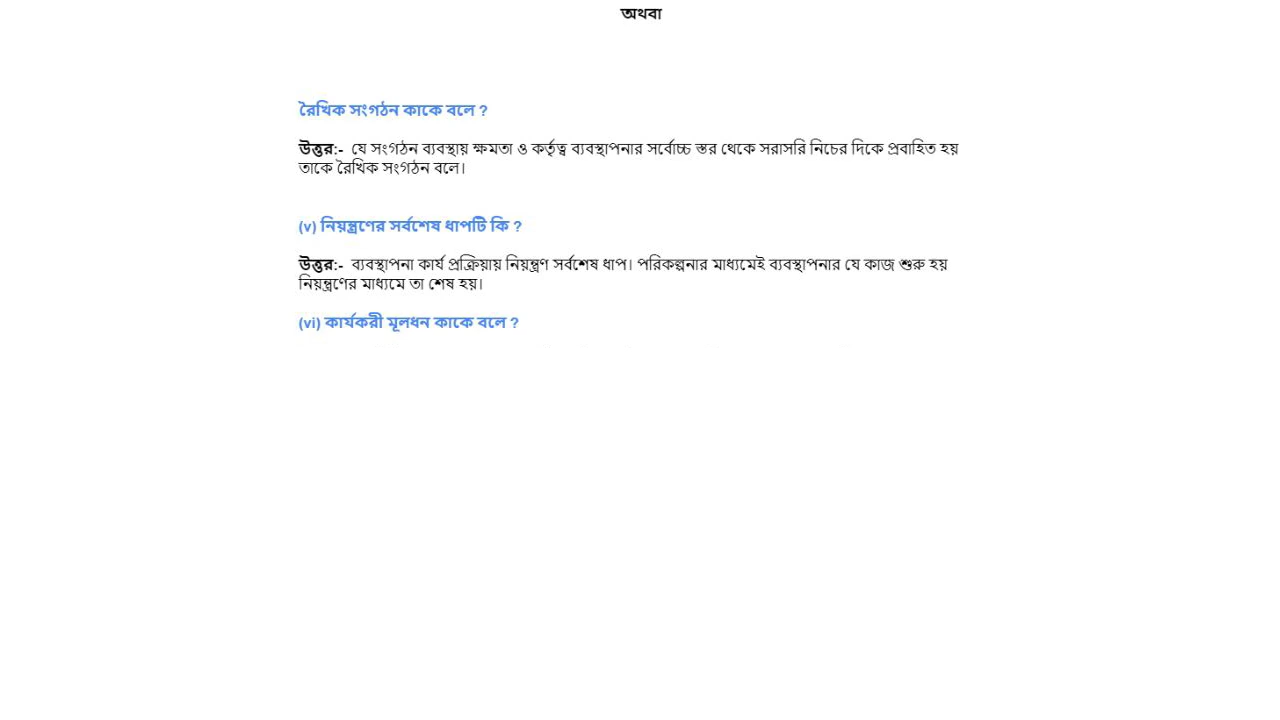 অথবা
রৈখিক সংগঠন কাকে বলে ?
উত্তর:- যে সংগঠন ব্যবস্থায় ক্ষমতা ও কর্তৃত্ব ব্যবস্থাপনার সর্বোচ্চ স্তর থেকে সরাসরি নিচের দিকে প্রবাহিত হয়
তাকে রৈখিক সংগঠন বলে।
(v) নিয়ন্ত্রণের সর্বশেষ ধাপটি কি ?
উত্তর:- ব্যবস্থাপনা কার্য প্রক্রিয়ায় নিয়ন্ত্রণ সর্বশেষ ধাপ। পরিকল্পনার মাধ্যমেই ব্যবস্থাপনার যে কাজ শুরু হয়
নিয়ন্ত্রণের মাধ্যমে তা শেষ হয়।
(vi) কার্যকরী মূলধন কাকে বলে ?